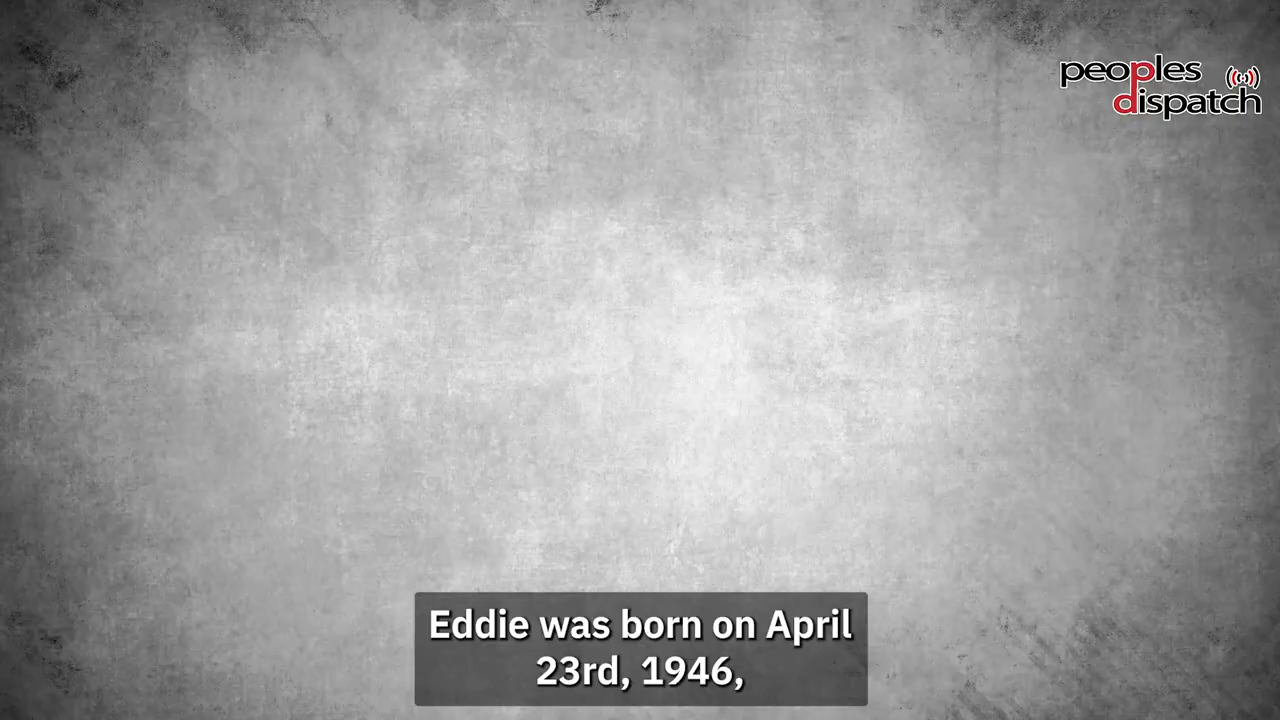 peoples
dispatch
Eddie was born on April
23rd, 1946,